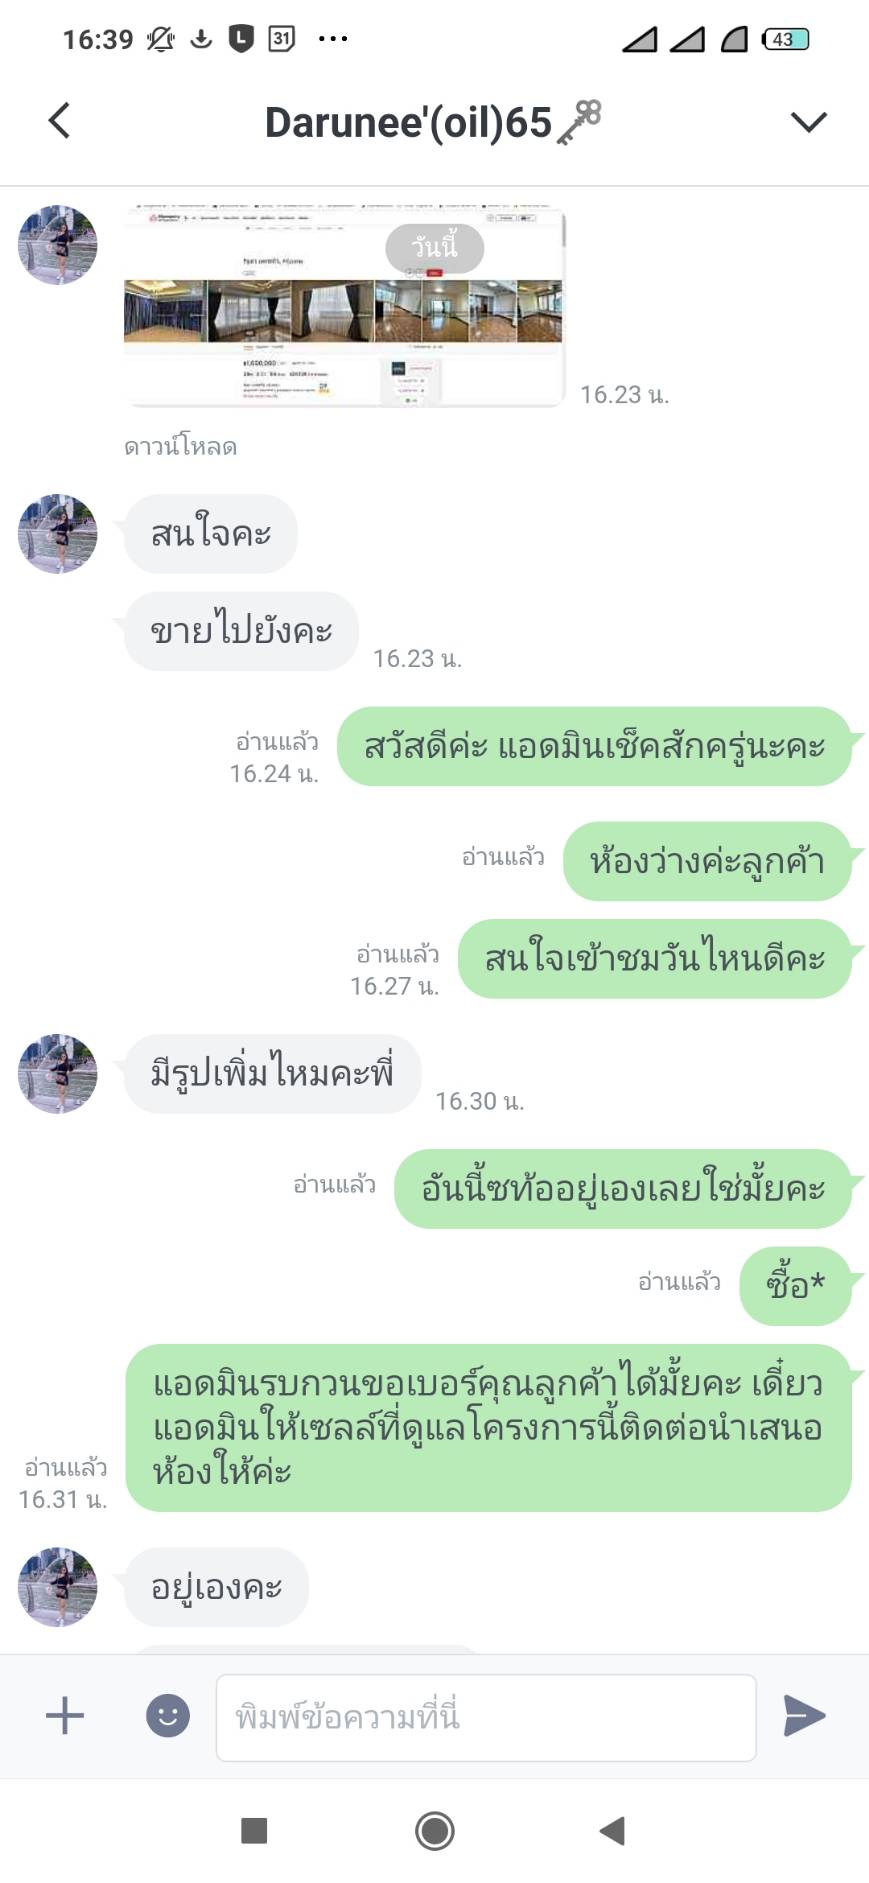 16:39
L
31
43
Darunee'(oil)65
วันนี้
16.23 น.
ดาวน์โหลด
สนใจคะ
ขายไปยังคะ
16.23 น.
อ่านแล้ว
16.24 น.
สวัสดีค่ะ แอดมินเช็คสักครู่นะคะ
อ่านแล้ว
ห้องว่างค่ะลูกค้า
อ่านแล้ว
16.27 น.
สนใจเข้าชมวันไหนดีคะ
มีรูปเพิ่มไหมคะพี่
16.30 น.
อ่านแล้ว
อันนี้ซท้ออยู่เองเลยใช่มั้ยคะ
อ่านแล้ว
ซื้อ*
แอดมินรบกวนขอเบอร์คุณลูกค้าได้มั้ยคะ เดี๋ยว
แอดมินให้เซลล์ที่ดูแลโครงการนี้ติดต่อนำเสนอ
ห้องให้ค่ะ
อ่านแล้ว
16.31 น.
อยู่เองคะ
พิมพ์ข้อความที่นี่